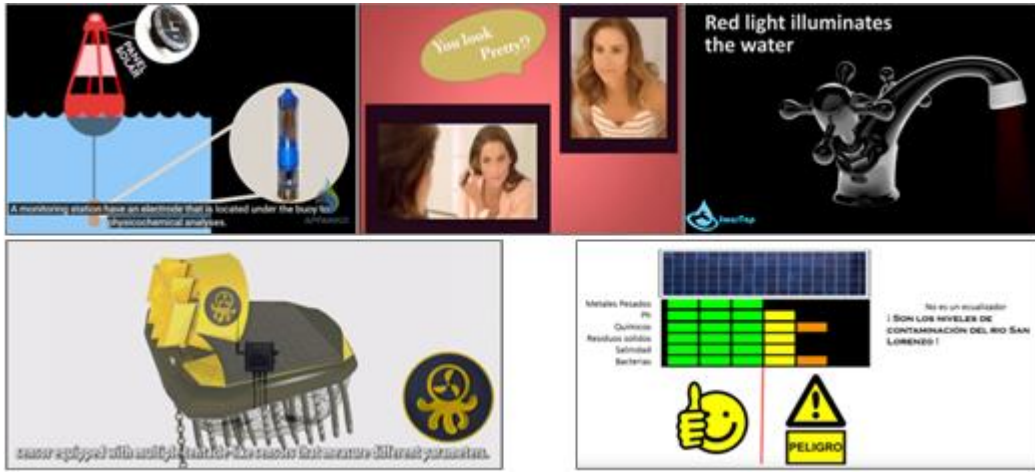 PANEL
SOLAR
A monitoring station have an electrode that is located under the buoy to
physicochemical analyses.
You look
Pretty!?
Red light illuminates
the water
sensor equipped with multiple tentacle-like sensors that measure different parameters.
Metales Pesados
Ph
Químicos
Residuos solidos
Salinidad
Bacterias
No es un ecualizador
¡ SON LOS NIVELES DE
CONTAMINACIÓN DEL RIO SAN
LORENZO !
PELIGRO